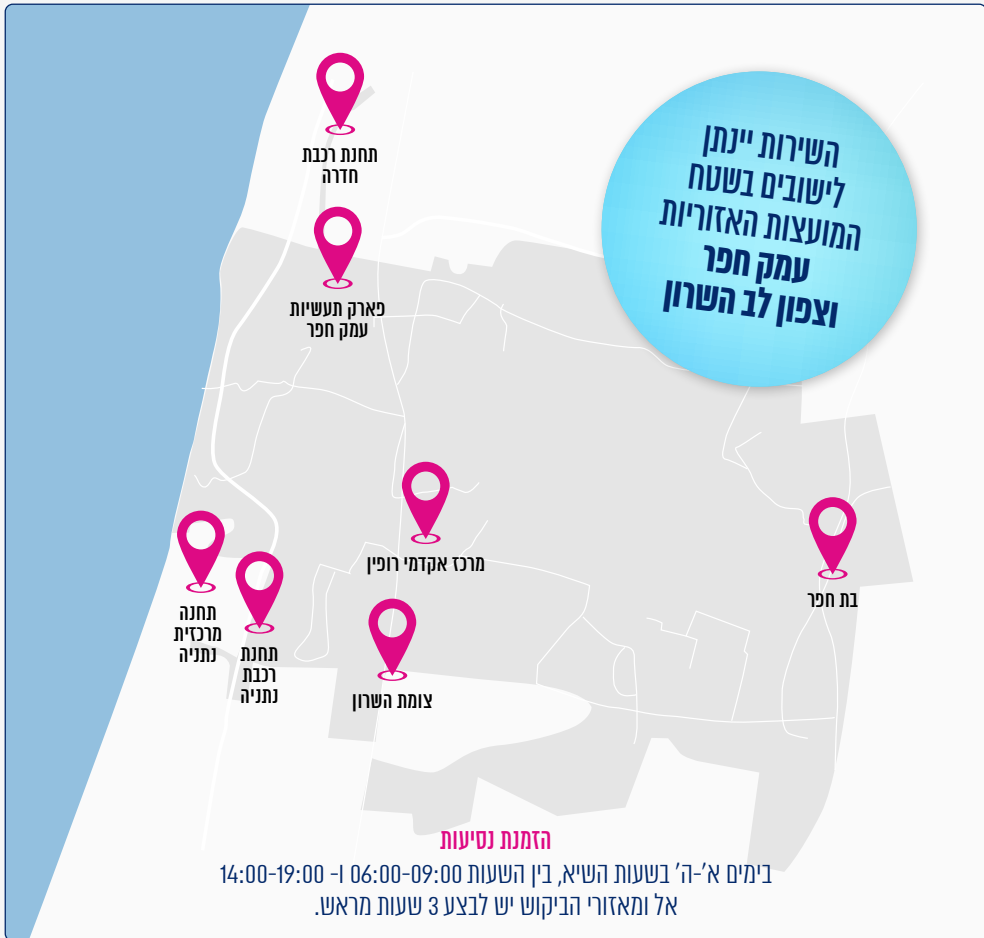 השירות יינתן
לישובים בשטח
המועצות האזוריות
עמק חפר
וצפון לב השרון
תחנת רכבת
חדרה
פארק תעשיות
עמק חפר
מרכז אקדמי רופין
בת חפר
תחנה
מרכזית
נתניה
תחנת
רכבת
נתניה
צומת השרון
הזמנת נסיעות
בימים א'-ה' בשעות השיא, בין השעות 06:00-09:00 ו- 14:00-19:00
אל ומאזורי הביקוש יש לבצע 3 שעות מראש.